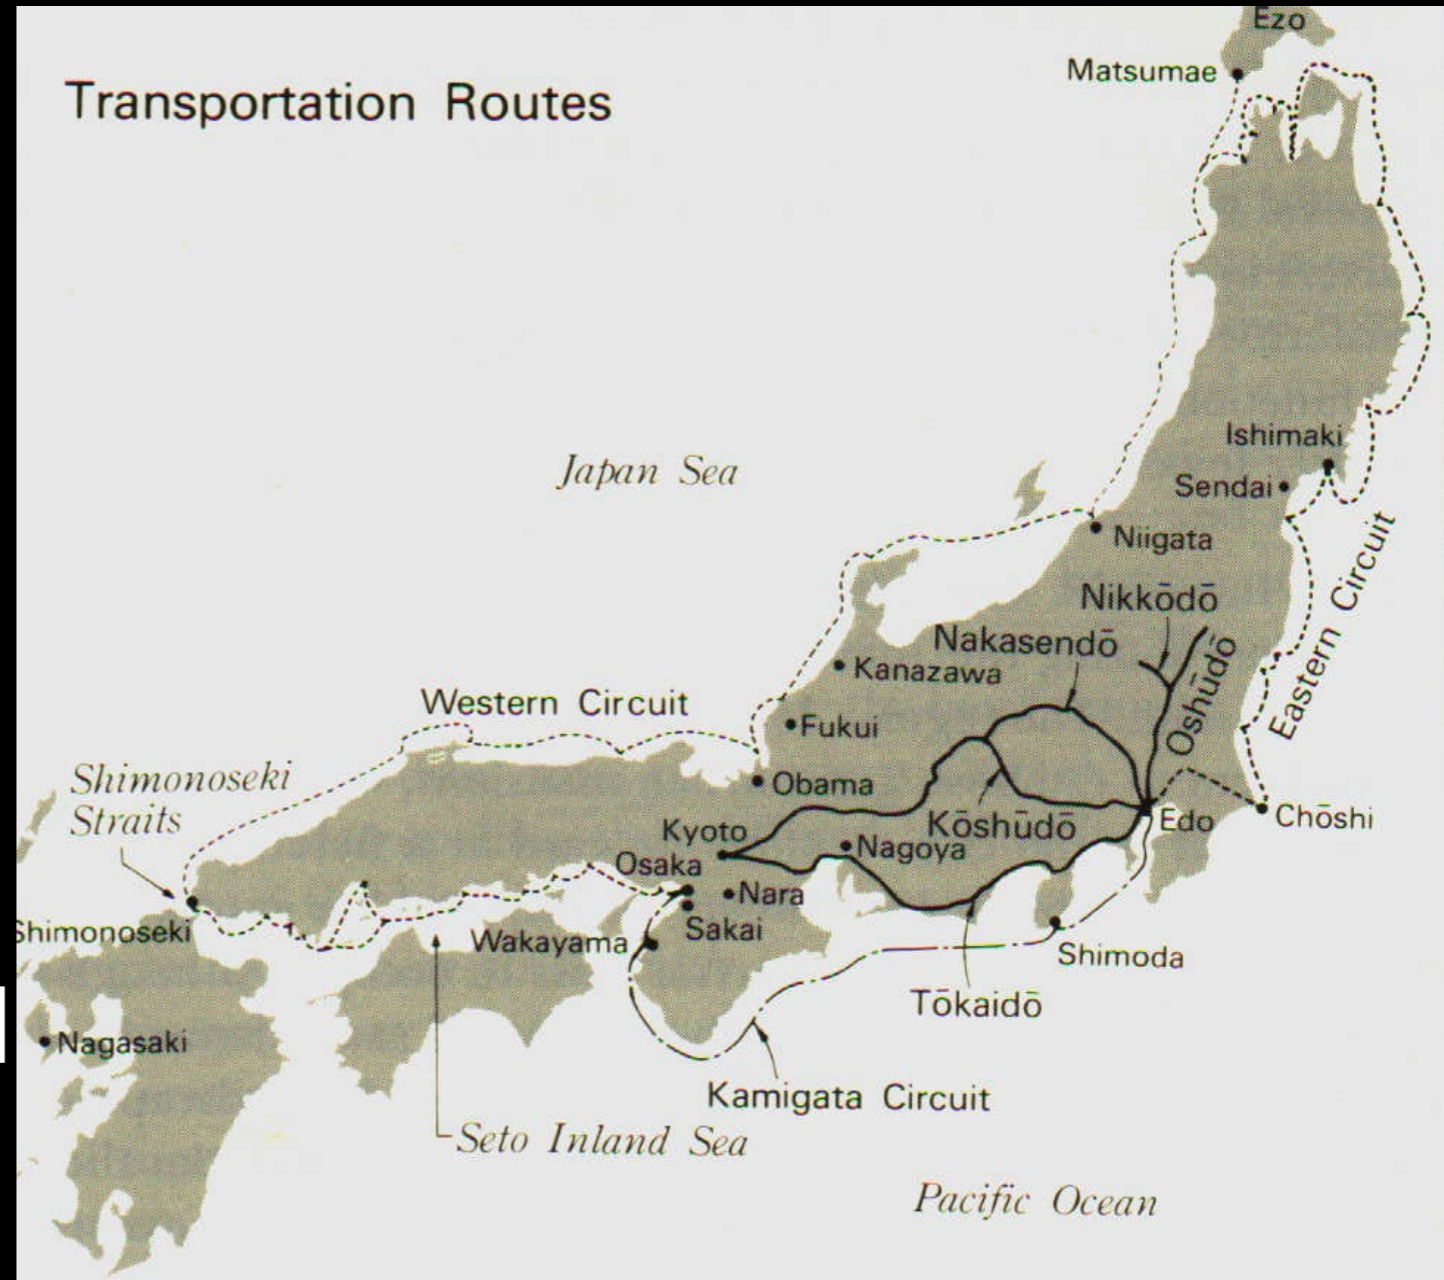 Transportation Routes
Ezo
Matsumae
Japan Sea
Ishimaki
Sendai
Niigata
Eastern Circuit
Nikkōdō
Nakasendō
Oshūdō
Kanazawa
Western Circuit
Fukui
Shimonoseki
Straits
Obama
Kōshūdō
Edo
Chōshi
Kyoto
Nagoya
Osaka
Nara
Sakai
Shimonoseki
Wakayama
Shimoda
Tōkaidō
Nagasaki
Kamigata Circuit
Seto Inland Sea
Pacific Ocean